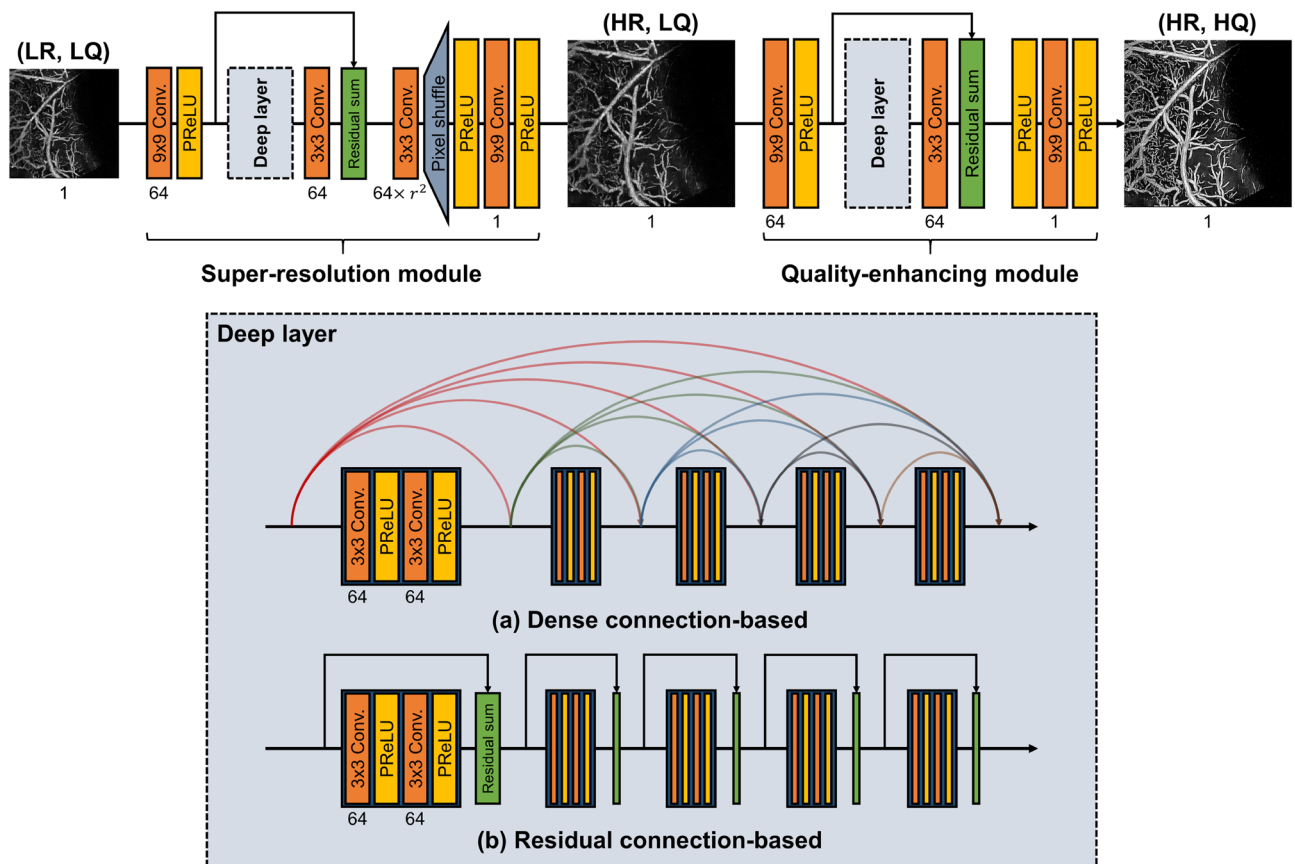 (LR, LQ)
(HR, LQ)
(HR, HQ)
9x9 Conv.
PReLU
Deep layer
3x3 Conv.
Residual sum
3x3 Conv.
Pixel shuffle
PReLU
9x9 Conv.
PReLU
9x9 Conv.
PReLU
Deep layer
3x3 Conv.
Residual sum
PReLU
9x9 Conv.
PReLU
1
64
64
64× r²
1
1
64
64
1
1
Super-resolution module
Quality-enhancing module
Deep layer
3x3 Conv.
PReLU
3x3 Conv.
PReLU
64
64
(a) Dense connection-based
3x3 Conv.
PReLU
3x3 Conv.
PReLU
Residual sum
64
64
(b) Residual connection-based